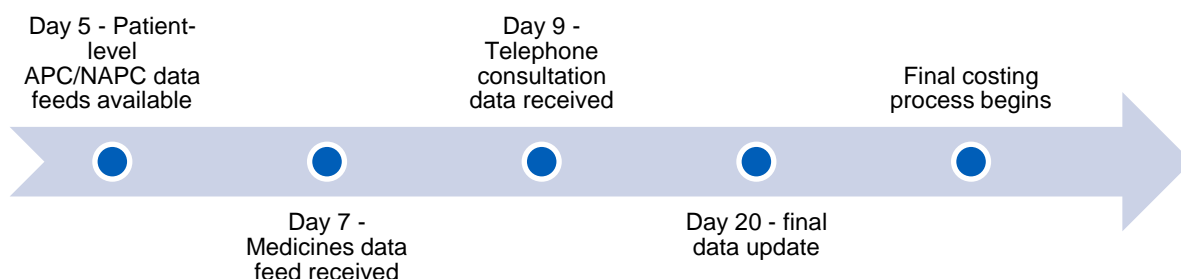 Day 5 - Patient-
level
APC/NAPC data
feeds available
Day 7 -
Medicines data
feed received
Day 9 -
Telephone
consultation
data received
Day 20 - final
data update
Final costing
process begins